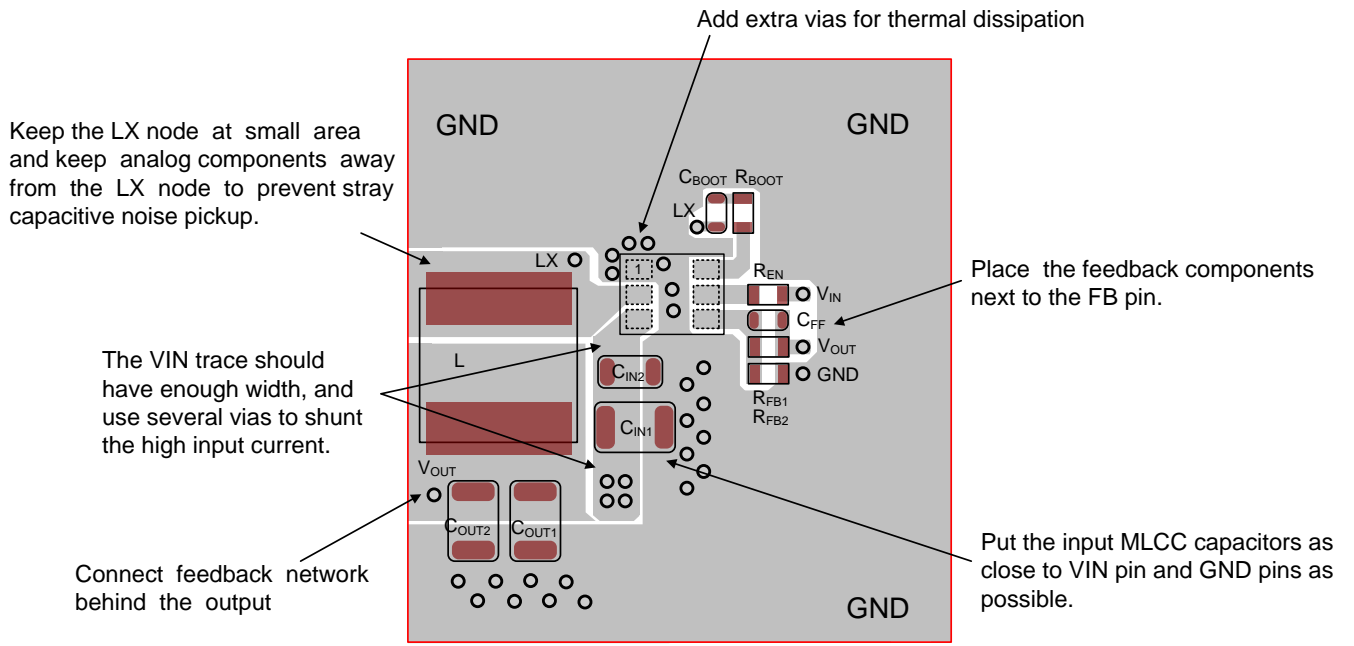 Add extra vias for thermal dissipation
GND
GND
Keep the LX node at small area
and keep analog components away
from the LX node to prevent stray
capacitive noise pickup.
CBOOT RBOOT
LX
LX
1
REN
VIN
CFF
VOUT
GND
RFB1
RFB2
Place the feedback components
next to the FB pin.
The VIN trace should
have enough width, and
use several vias to shunt
the high input current.
L
CIN2
CIN1
VOUT
COUT2
COUT1
Connect feedback network
behind the output
Put the input MLCC capacitors as
close to VIN pin and GND pins as
possible.
GND